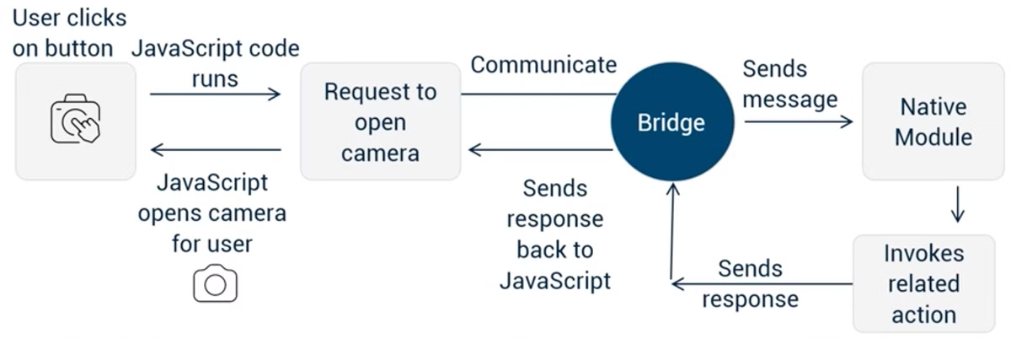 User clicks
on button
JavaScript code
runs
Request to
open
camera
Communicate
Bridge
Sends
message
Native
Module
JavaScript
opens camera
for user
Sends
response
back to
JavaScript
Sends
response
Invokes
related
action